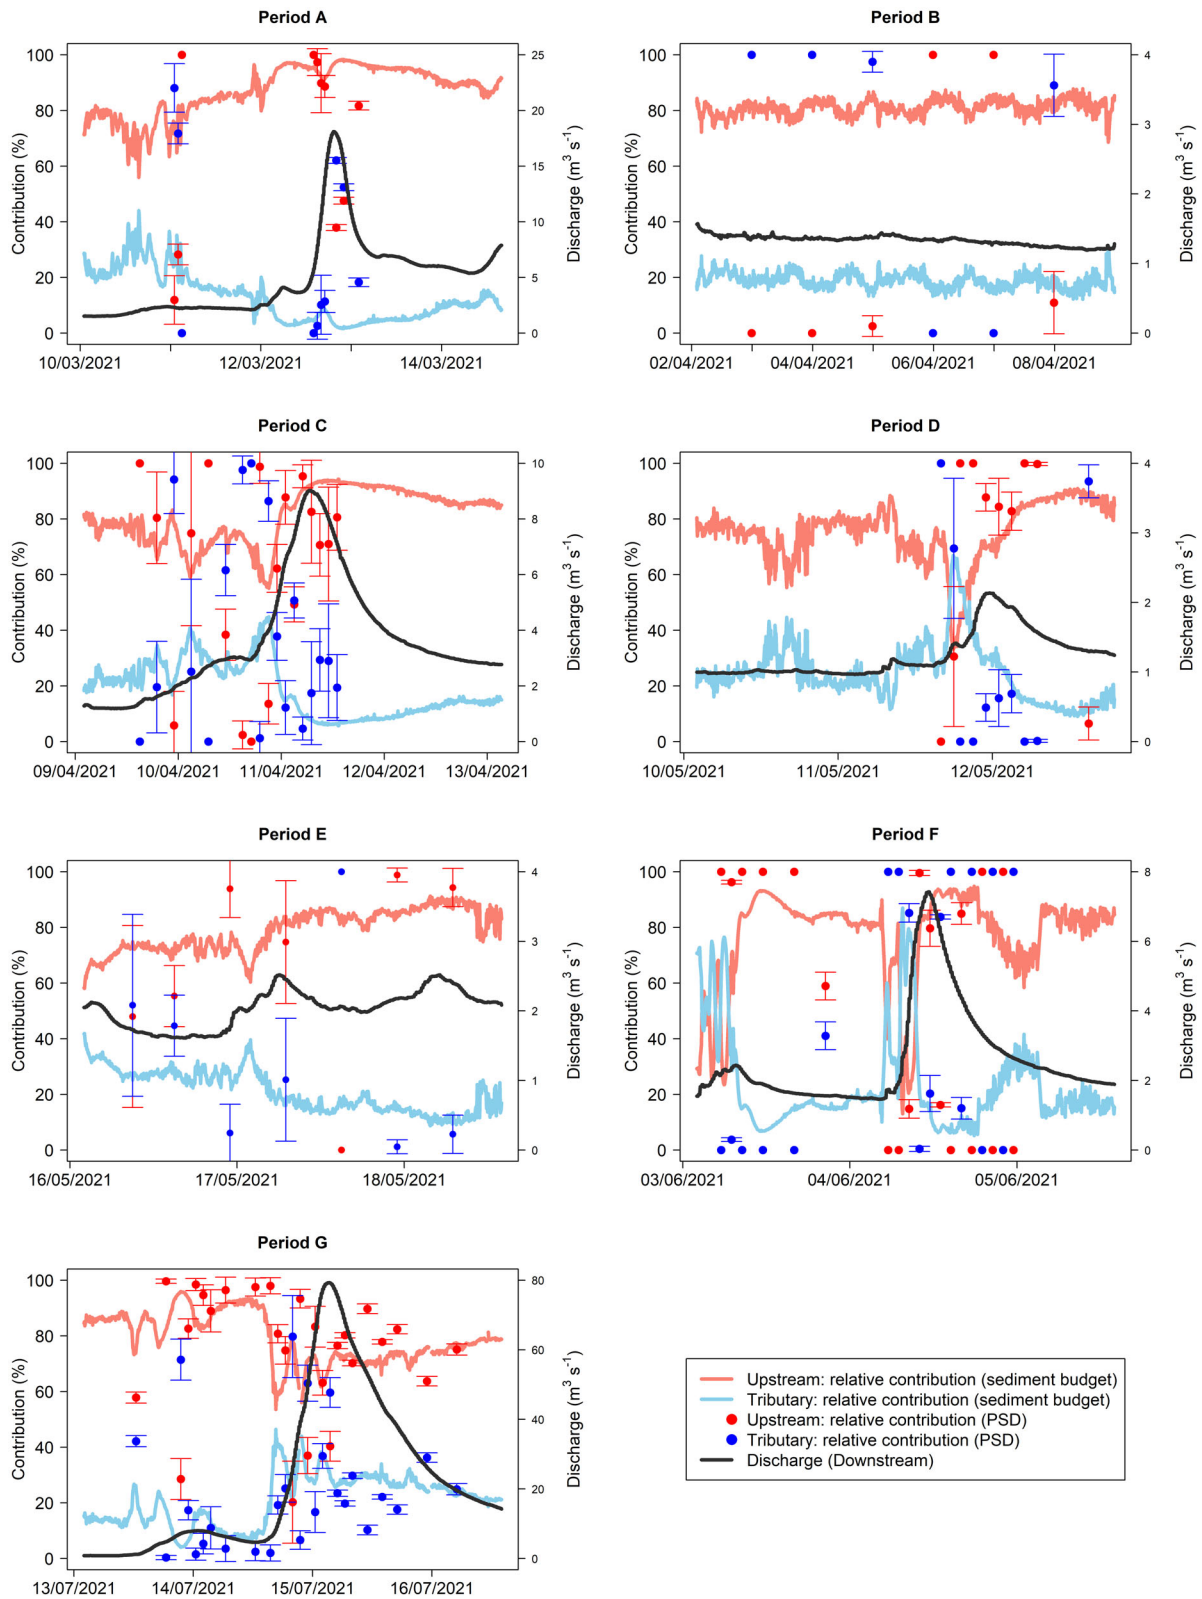 Period A
100
80
60
40
20
0
Contribution (%)
25
20
15
10
5
0
Discharge (m³ s⁻¹)
10/03/2021 12/03/2021 14/03/2021
Period B
100
80
60
40
20
0
Contribution (%)
4
3
2
1
0
Discharge (m³ s⁻¹)
02/04/2021 04/04/2021 06/04/2021 08/04/2021
Period C
100
80
60
40
20
0
Contribution (%)
10
8
6
4
2
0
Discharge (m³ s⁻¹)
09/04/2021 10/04/2021 11/04/2021 12/04/2021 13/04/2021
Period D
100
80
60
40
20
0
Contribution (%)
4
3
2
1
0
Discharge (m³ s⁻¹)
10/05/2021 11/05/2021 12/05/2021
Period E
100
80
60
40
20
0
Contribution (%)
4
3
2
1
0
Discharge (m³ s⁻¹)
16/05/2021 17/05/2021 18/05/2021
Period F
100
80
60
40
20
0
Contribution (%)
8
6
4
2
0
Discharge (m³ s⁻¹)
03/06/2021 04/06/2021 05/06/2021
Period G
100
80
60
40
20
0
Contribution (%)
80
60
40
20
0
Discharge (m³ s⁻¹)
13/07/2021 14/07/2021 15/07/2021 16/07/2021
Upstream: relative contribution (sediment budget)
Tributary: relative contribution (sediment budget)
Upstream: relative contribution (PSD)
Tributary: relative contribution (PSD)
Discharge (Downstream)